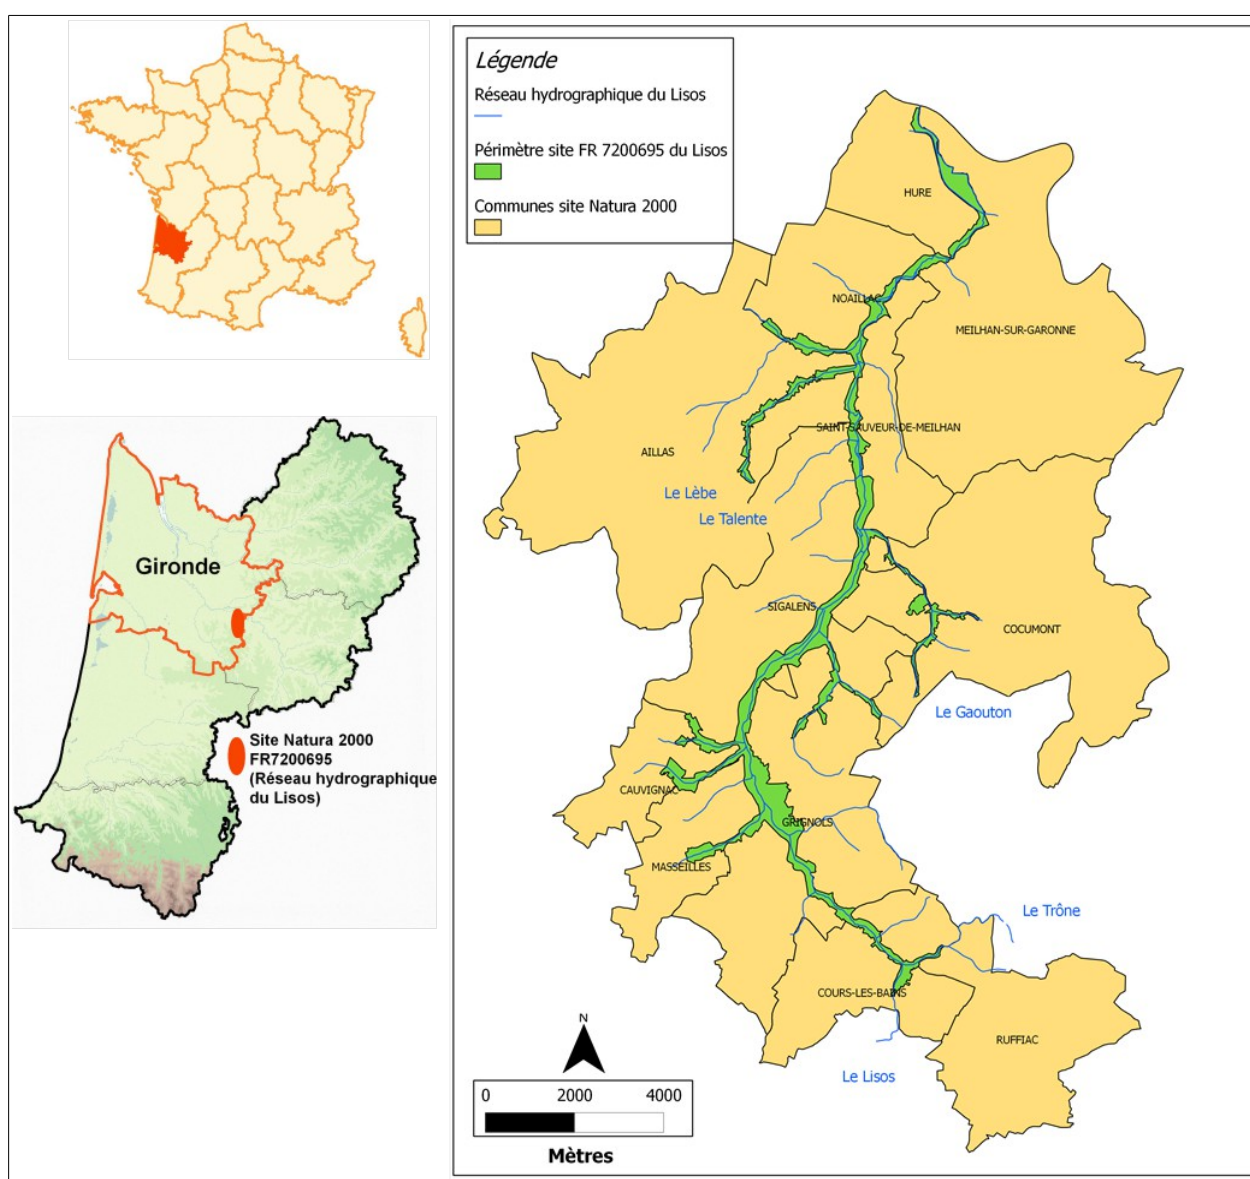 Légende
Réseau hydrographique du Lisos
Périmètre site FR 7200695 du Lisos
Communes site Natura 2000
HURE
NOAILLAC
MEILHAN-SUR-GARONNE
SAINT-SAUVEUR-DE-MEILHAN
AILLAS
Le Lèbe
Le Talente
SIGALENS
COCUMONT
Le Gaouton
CAUVIGNAC
GRIGNOLS
MASSEILLES
Le Trône
COURS-LES-BAINS
RUFFIAC
Le Lisos
N
0 2000 4000
Mètres
Gironde
Site Natura 2000
FR7200695
(Réseau hydrographique
du Lisos)